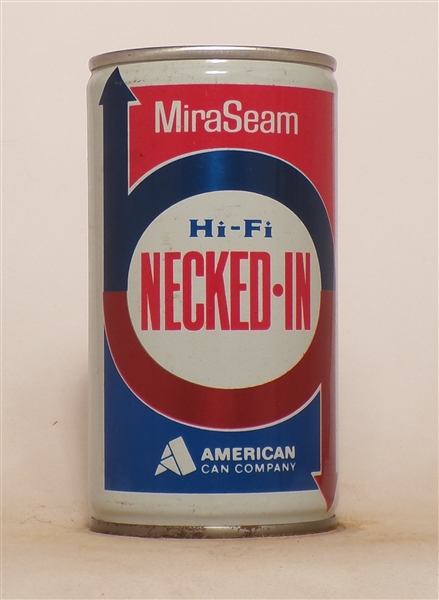 MiraSeam
Hi-Fi
NECKED·IN
AMERICAN
CAN COMPANY